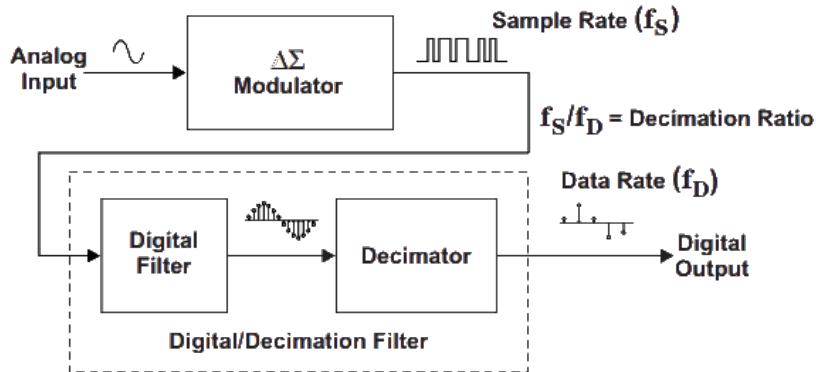 Sample Rate (fS)
Analog
Input
ΔΣ
Modulator
fS/fD = Decimation Ratio
Data Rate (fD)
Digital
Filter
Decimator
Digital
Output
Digital/Decimation Filter